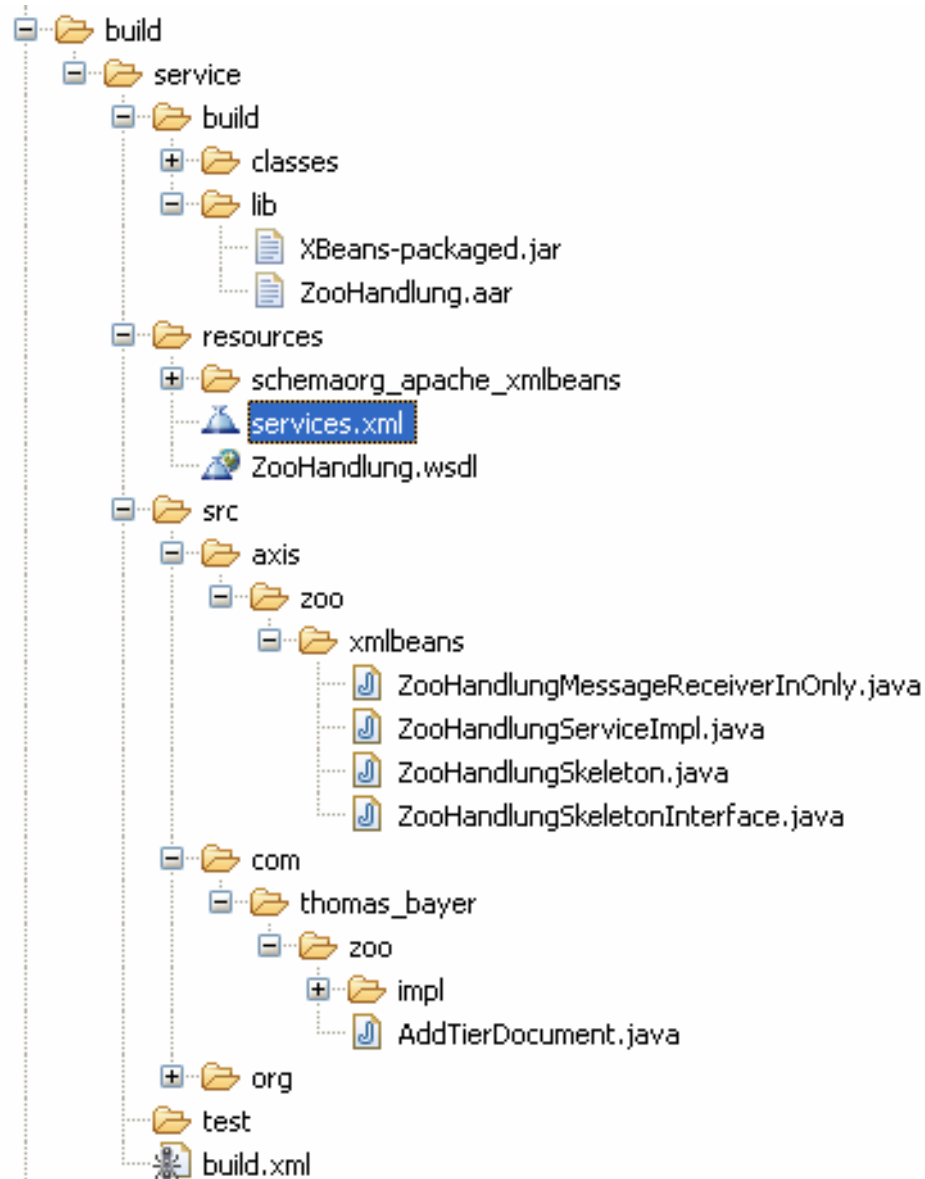 build
service
build
classes
lib
XBeans-packaged.jar
ZooHandlung.aar
resources
schemaorg_apache_xmlbeans
services.xml
ZooHandlung.wsdl
src
axis
zoo
xmlbeans
ZooHandlungMessageReceiverInOnly.java
ZooHandlungServiceImpl.java
ZooHandlungSkeleton.java
ZooHandlungSkeletonInterface.java
com
thomas_bayer
zoo
impl
AddTierDocument.java
org
test
build.xml